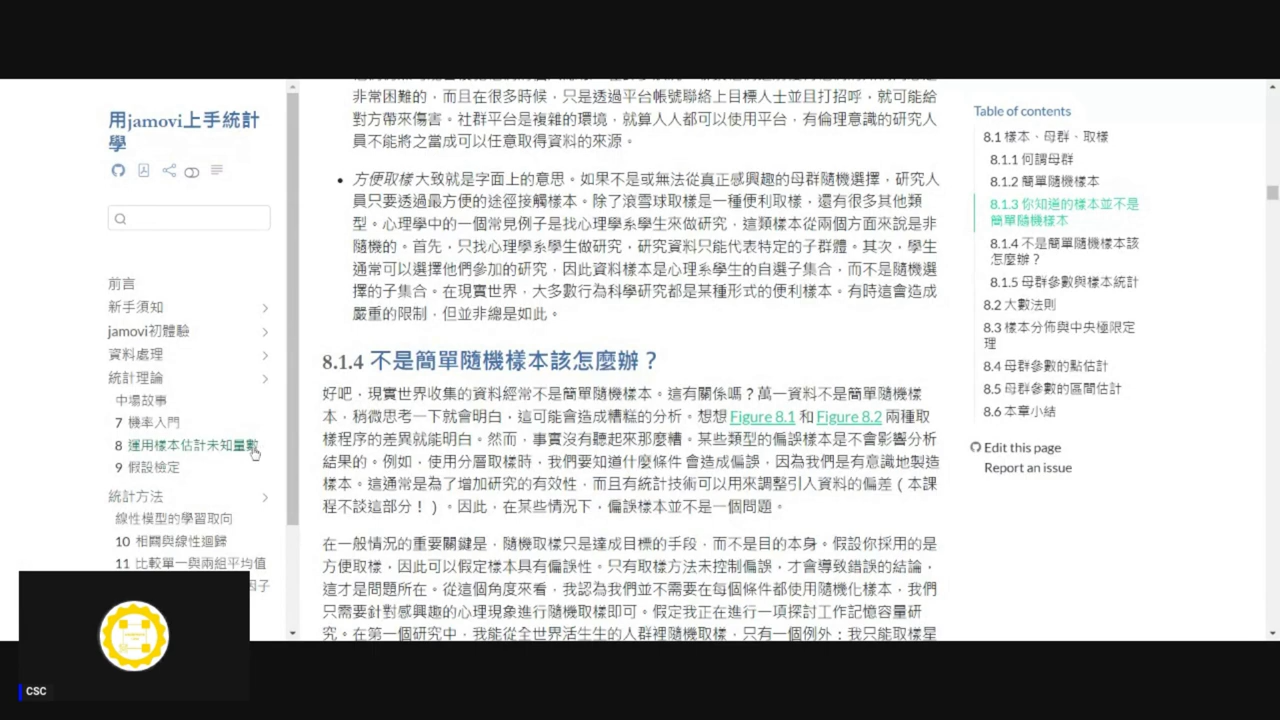 用jamovi上手統計
學
前言
新手須知
jamovi初體驗
資料處理
統計理論
中場故事
7 機率入門
8 運用樣本估計未知量數
9 假設檢定
統計方法
線性模型的學習取向
10 相關與線性迴歸
11 比較單一與兩組平均值
因子
CSC
非常困難的，而且在很多時候，只是透過平台帳號聯絡上目標人士並且打招呼，就可能給
對方帶來傷害。社群平台是複雜的環境，就算人人都可以使用平台，有倫理意識的研究人
員不能將之當成可以任意取得資料的來源。
• 方便取樣大致就是字面上的意思。如果不是或無法從真正感興趣的母群隨機選擇，研究人
員只要透過最方便的途徑接觸樣本。除了滾雪球取樣是一種便利取樣，還有很多其他類
型。心理學中的一個常見例子是找心理學系學生來做研究，這類樣本從兩個方面來說是非
隨機的。首先，只找心理學系學生做研究，研究資料只能代表特定的子群體。其次，學生
通常可以選擇他們參加的研究，因此資料樣本是心理系學生的自選子集合，而不是隨機選
擇的子集合。在現實世界，大多數行為科學研究都是某種形式的便利樣本。有時這會造成
嚴重的限制，但並非總是如此。
8.1.4 不是簡單隨機樣本該怎麼辦？
好吧，現實世界收集的資料經常不是簡單隨機樣本。這有關係嗎？萬一資料不是簡單隨機樣
本，稍微思考一下就會明白，這可能會造成糟糕的分析。想想 Figure 8.1 和 Figure 8.2 兩種取
樣程序的差異就能明白。然而，事實沒有聽起來那麼糟。某些類型的偏誤樣本是不會影響分析
結果的。例如，使用分層取樣時，我們要知道什麼條件 會造成偏誤，因為我們是有意識地製造
樣本。這通常是為了增加研究的有效性，而且有統計技術可以用來調整引入資料的偏差（本課
程不談這部分！）。因此，在某些情況下，偏誤樣本並不是一個問題。
在一般情況的重要關鍵是，隨機取樣只是達成目標的手段，而不是目的本身。假設你採用的是
方便取樣，因此可以假定樣本具有偏誤性。只有取樣方法未控制偏誤，才會導致錯誤的結論，
這才是問題所在。從這個角度來看，我認為我們並不需要在每個條件都使用隨機化樣本，我們
只需要針對感興趣的心理現象進行隨機取樣即可。假定我正在進行一項探討工作記憶容量研
究。在第一個研究中，我能從全世界活生生的人群裡隨機取樣，只有一個例外：我只能取樣星
Table of contents
8.1 樣本、母群、取樣
8.1.1 何謂母群
8.1.2 簡單隨機樣本
8.1.3 你知道的樣本並不是
簡單隨機樣本
8.1.4 不是簡單隨機樣本該
怎麼辦？
8.1.5 母群參數與樣本統計
8.2 大數法則
8.3 樣本分佈與中央極限定
理
8.4 母群參數的點估計
8.5 母群參數的區間估計
8.6 本章小結
Edit this page
Report an issue